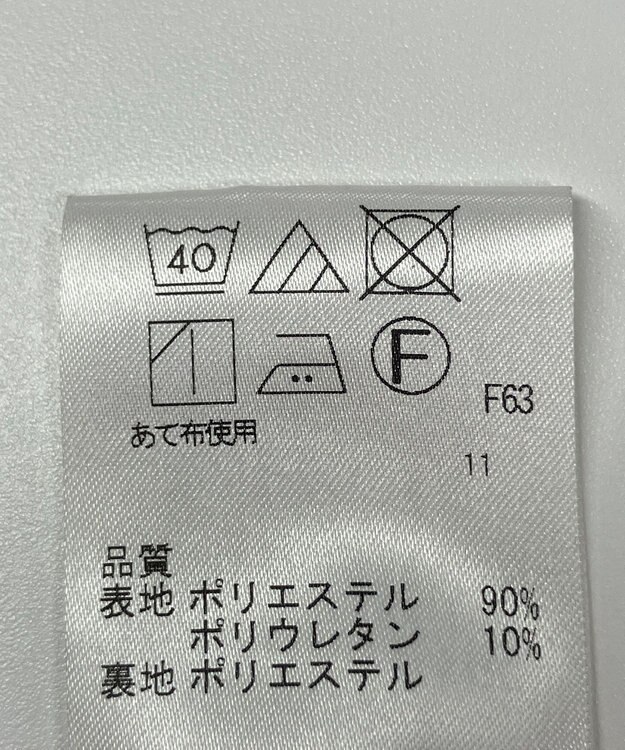 40
F
F63
あて布使用
11
品質
表地 ポリエステル 90%
ポリウレタン 10%
裏地 ポリエステル